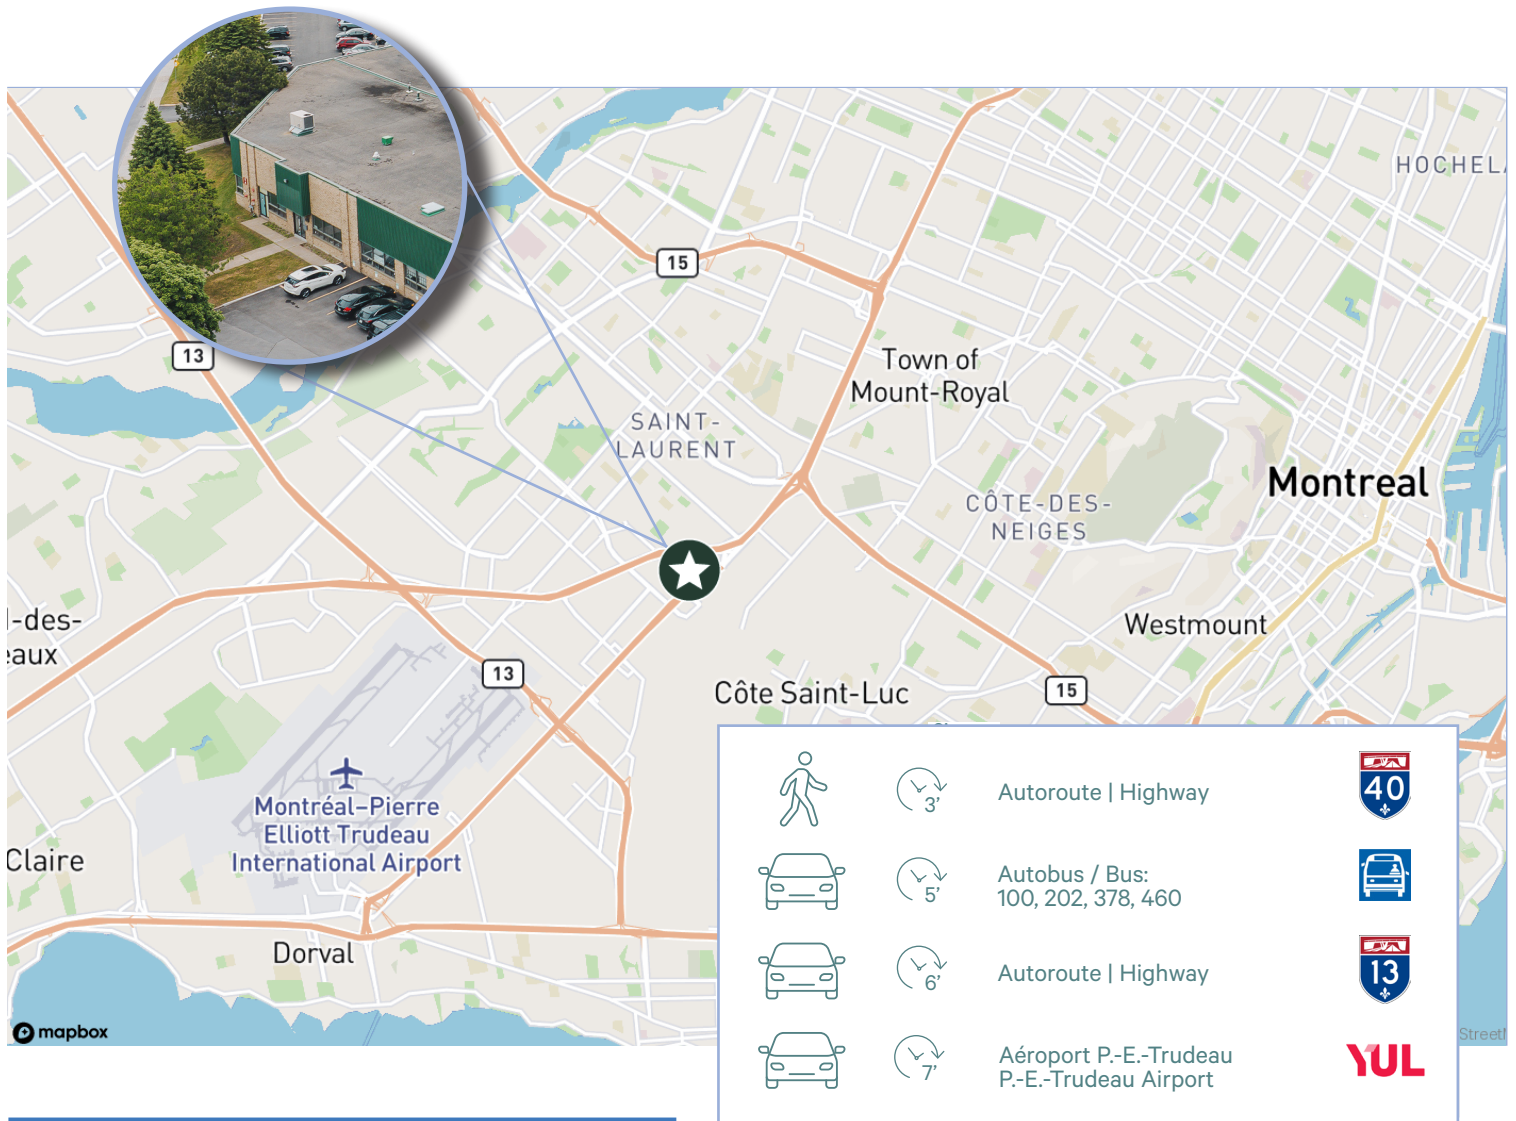 HOCHEL
15
13
Town of
Mount-Royal
SAINT-
LAURENT
Montreal
CÔTE-DES-
NEIGES
l-des-
eaux
Westmount
13
Côte Saint-Luc
15
Montréal–Pierre
Elliott Trudeau
International Airport
Claire
Dorval
mapbox
3' Autoroute | Highway 40
5' Autobus / Bus:
100, 202, 378, 460
6' Autoroute | Highway 13
7' Aéroport P.-E.-Trudeau
P.-E.-Trudeau Airport
YUL
Street